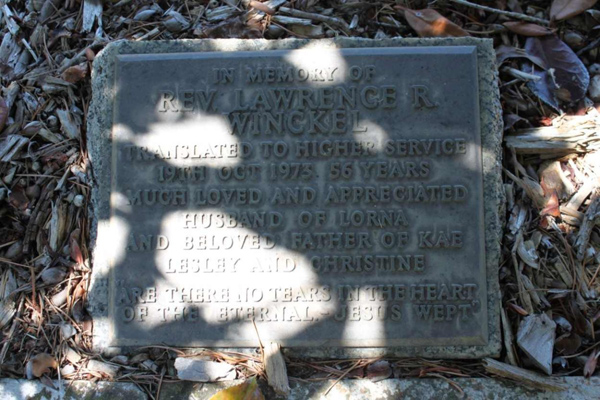 IN MEMORY OF
REV. LAWRENCE R.
WINCKEL
TRANSLATED TO HIGHER SERVICE
19TH OCT 1973. 56 YEARS
MUCH LOVED AND APPRECIATED
HUSBAND OF LORNA
AND BELOVED FATHER OF KAE
LESLEY AND CHRISTINE
"ARE THERE NO TEARS IN THE HEART
OF THE ETERNAL - JESUS WEPT"